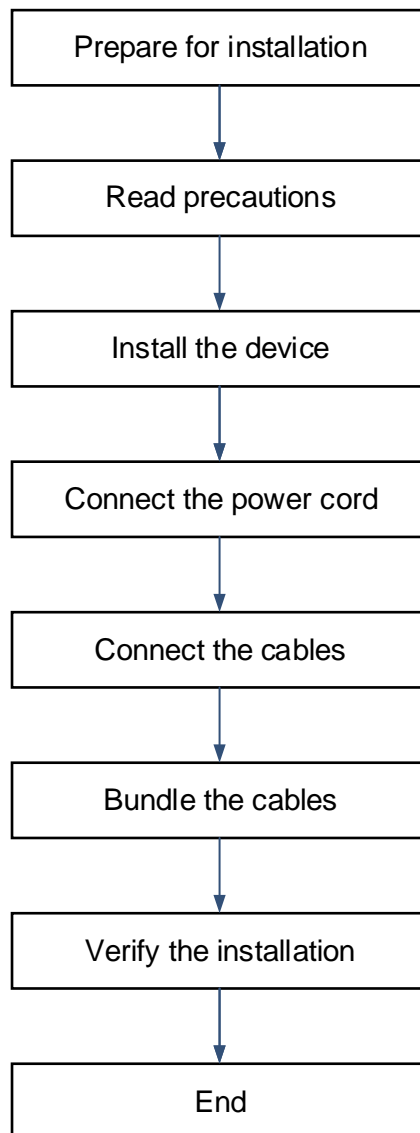 Prepare for installation
Read precautions
Install the device
Connect the power cord
Connect the cables
Bundle the cables
Verify the installation
End